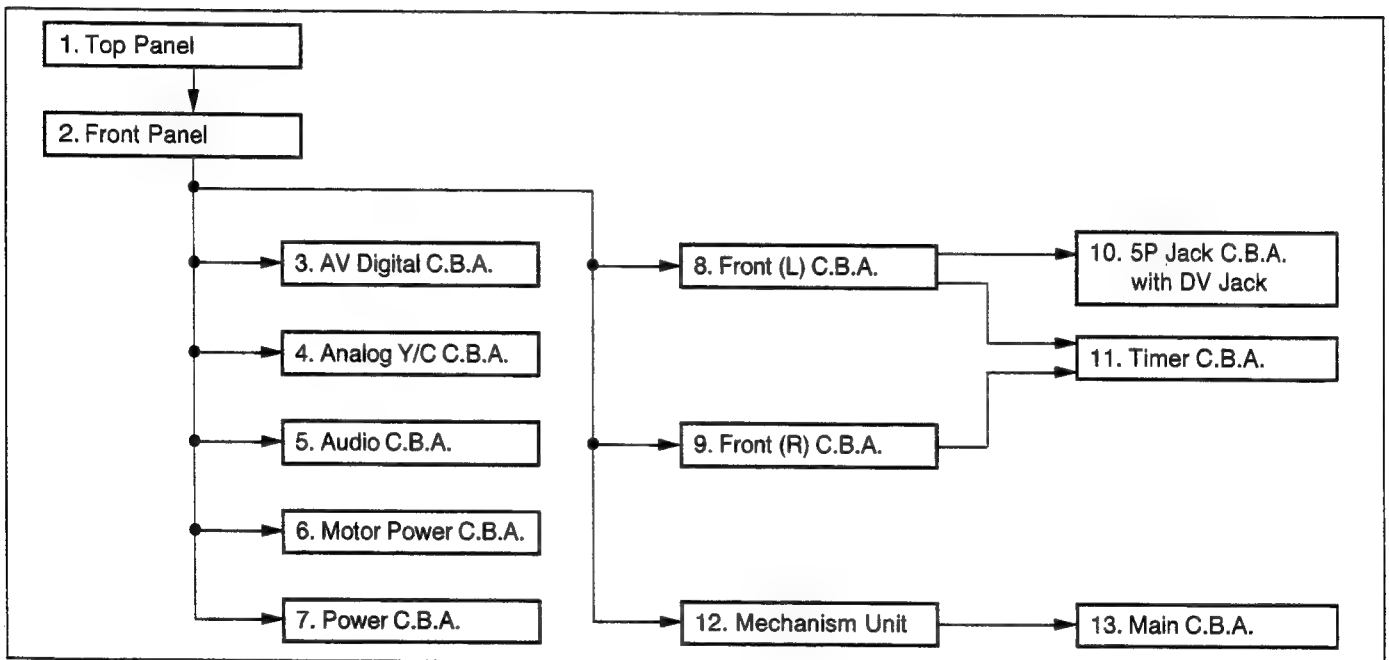 1. Top Panel
2. Front Panel
3. AV Digital C.B.A.
4. Analog Y/C C.B.A.
5. Audio C.B.A.
6. Motor Power C.B.A.
7. Power C.B.A.
8. Front (L) C.B.A.
9. Front (R) C.B.A.
10. 5P Jack C.B.A.
with DV Jack
11. Timer C.B.A.
12. Mechanism Unit
13. Main C.B.A.